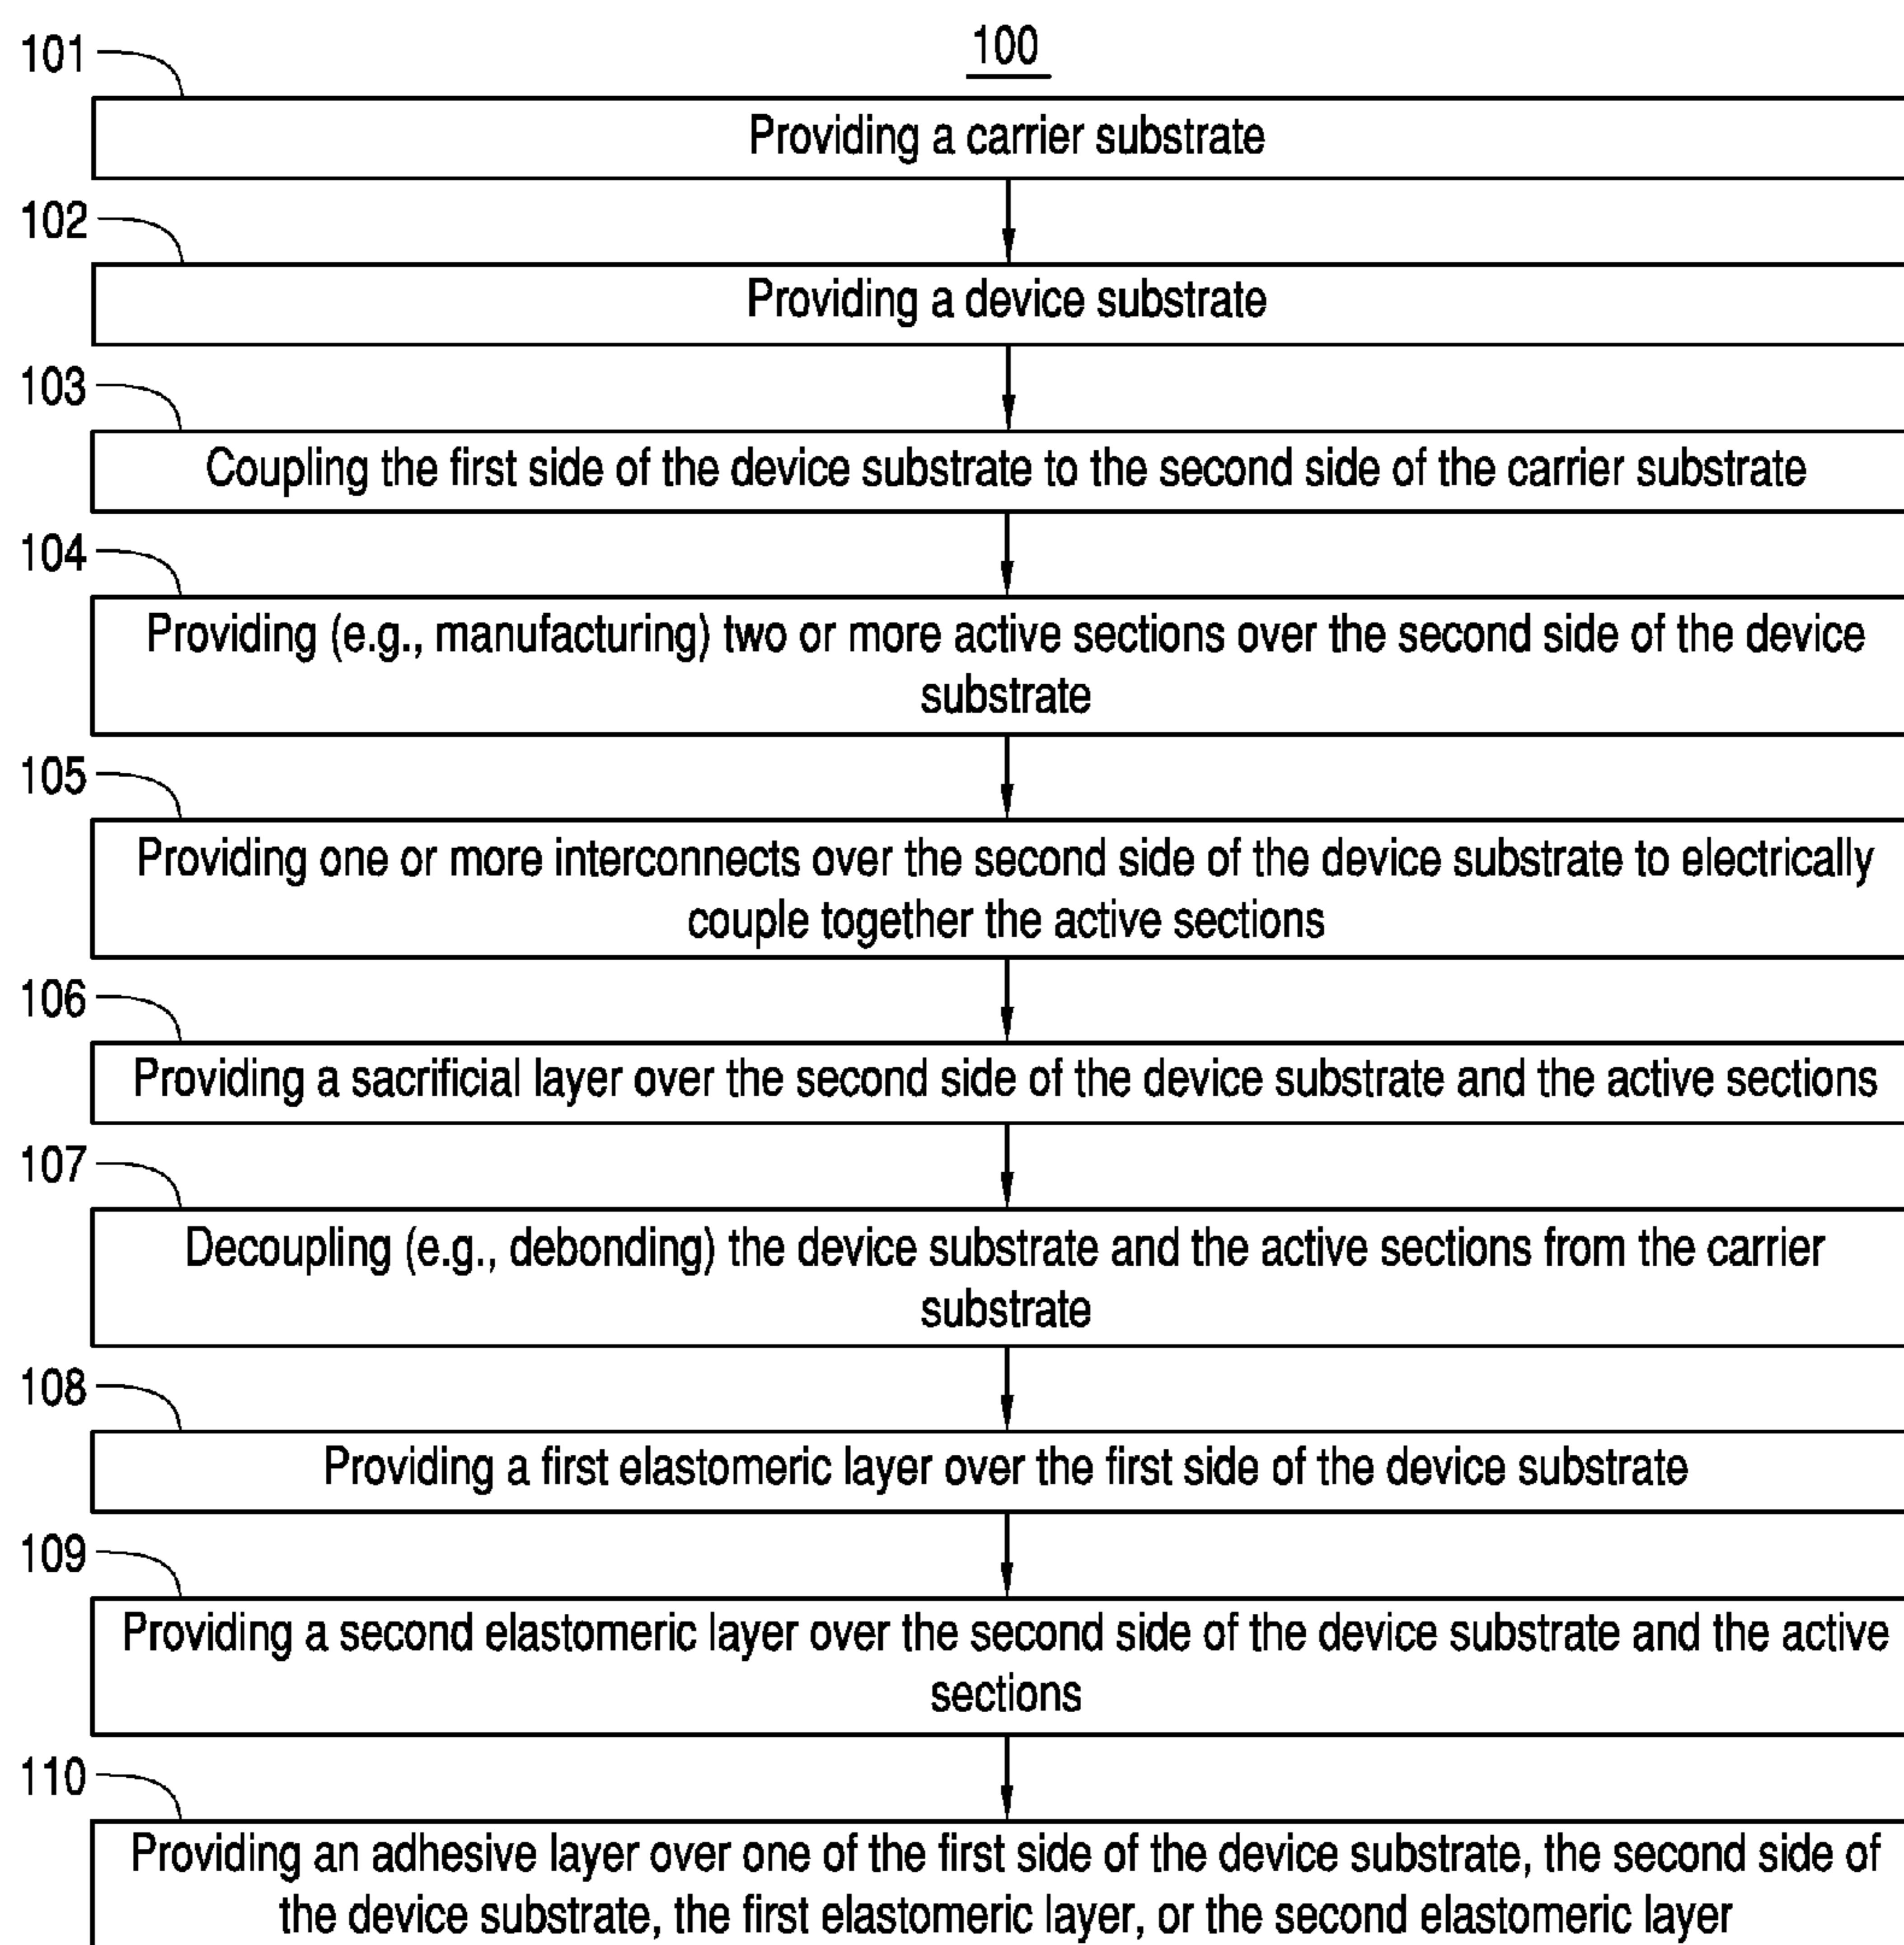 100
101
Providing a carrier substrate
102
Providing a device substrate
103
Coupling the first side of the device substrate to the second side of the carrier substrate
104
Providing (e.g., manufacturing) two or more active sections over the second side of the device
substrate
105
Providing one or more interconnects over the second side of the device substrate to electrically
couple together the active sections
106
Providing a sacrificial layer over the second side of the device substrate and the active sections
107
Decoupling (e.g., debonding) the device substrate and the active sections from the carrier
substrate
108
Providing a first elastomeric layer over the first side of the device substrate
109
Providing a second elastomeric layer over the second side of the device substrate and the active
sections
110
Providing an adhesive layer over one of the first side of the device substrate, the second side of
the device substrate, the first elastomeric layer, or the second elastomeric layer